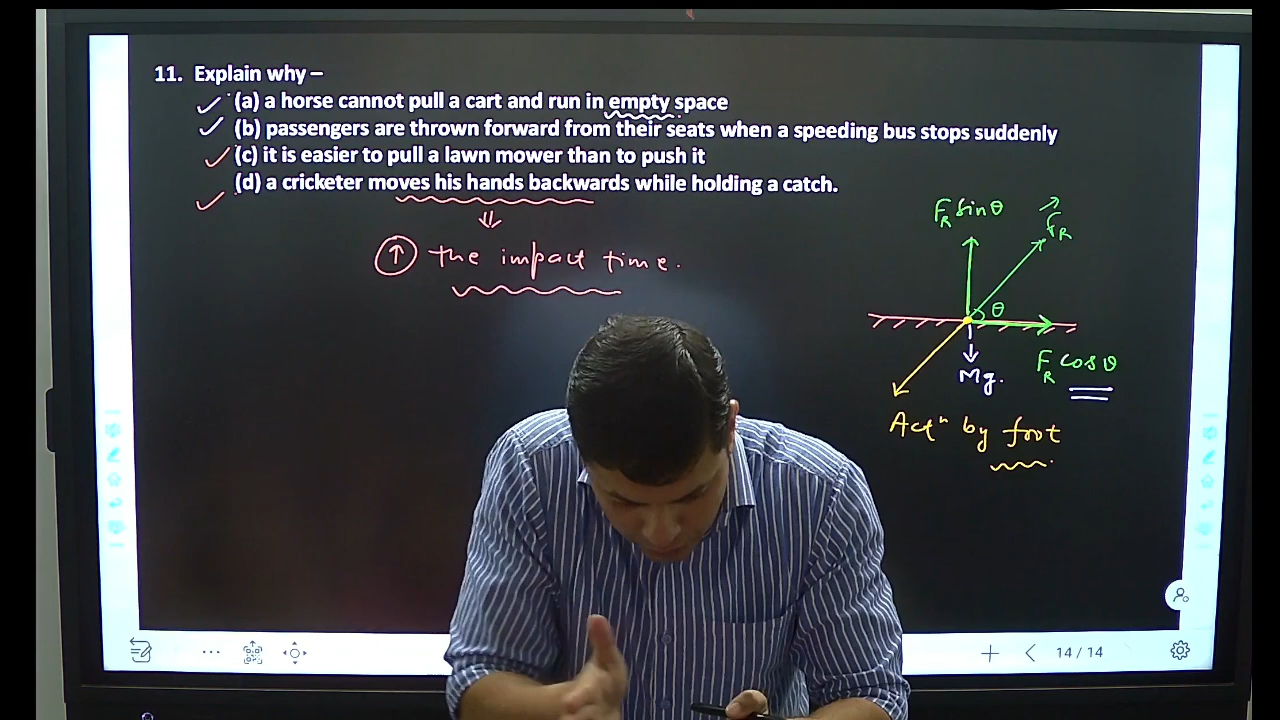 11. Explain why –
(a) a horse cannot pull a cart and run in empty space
(b) passengers are thrown forward from their seats when a speeding bus stops suddenly
(c) it is easier to pull a lawn mower than to push it
(d) a cricketer moves his hands backwards while holding a catch.
↑ the impact time.
F_R sinθ
F_R
θ
F_R cosθ
Mg.
Actⁿ by foot
14 / 14